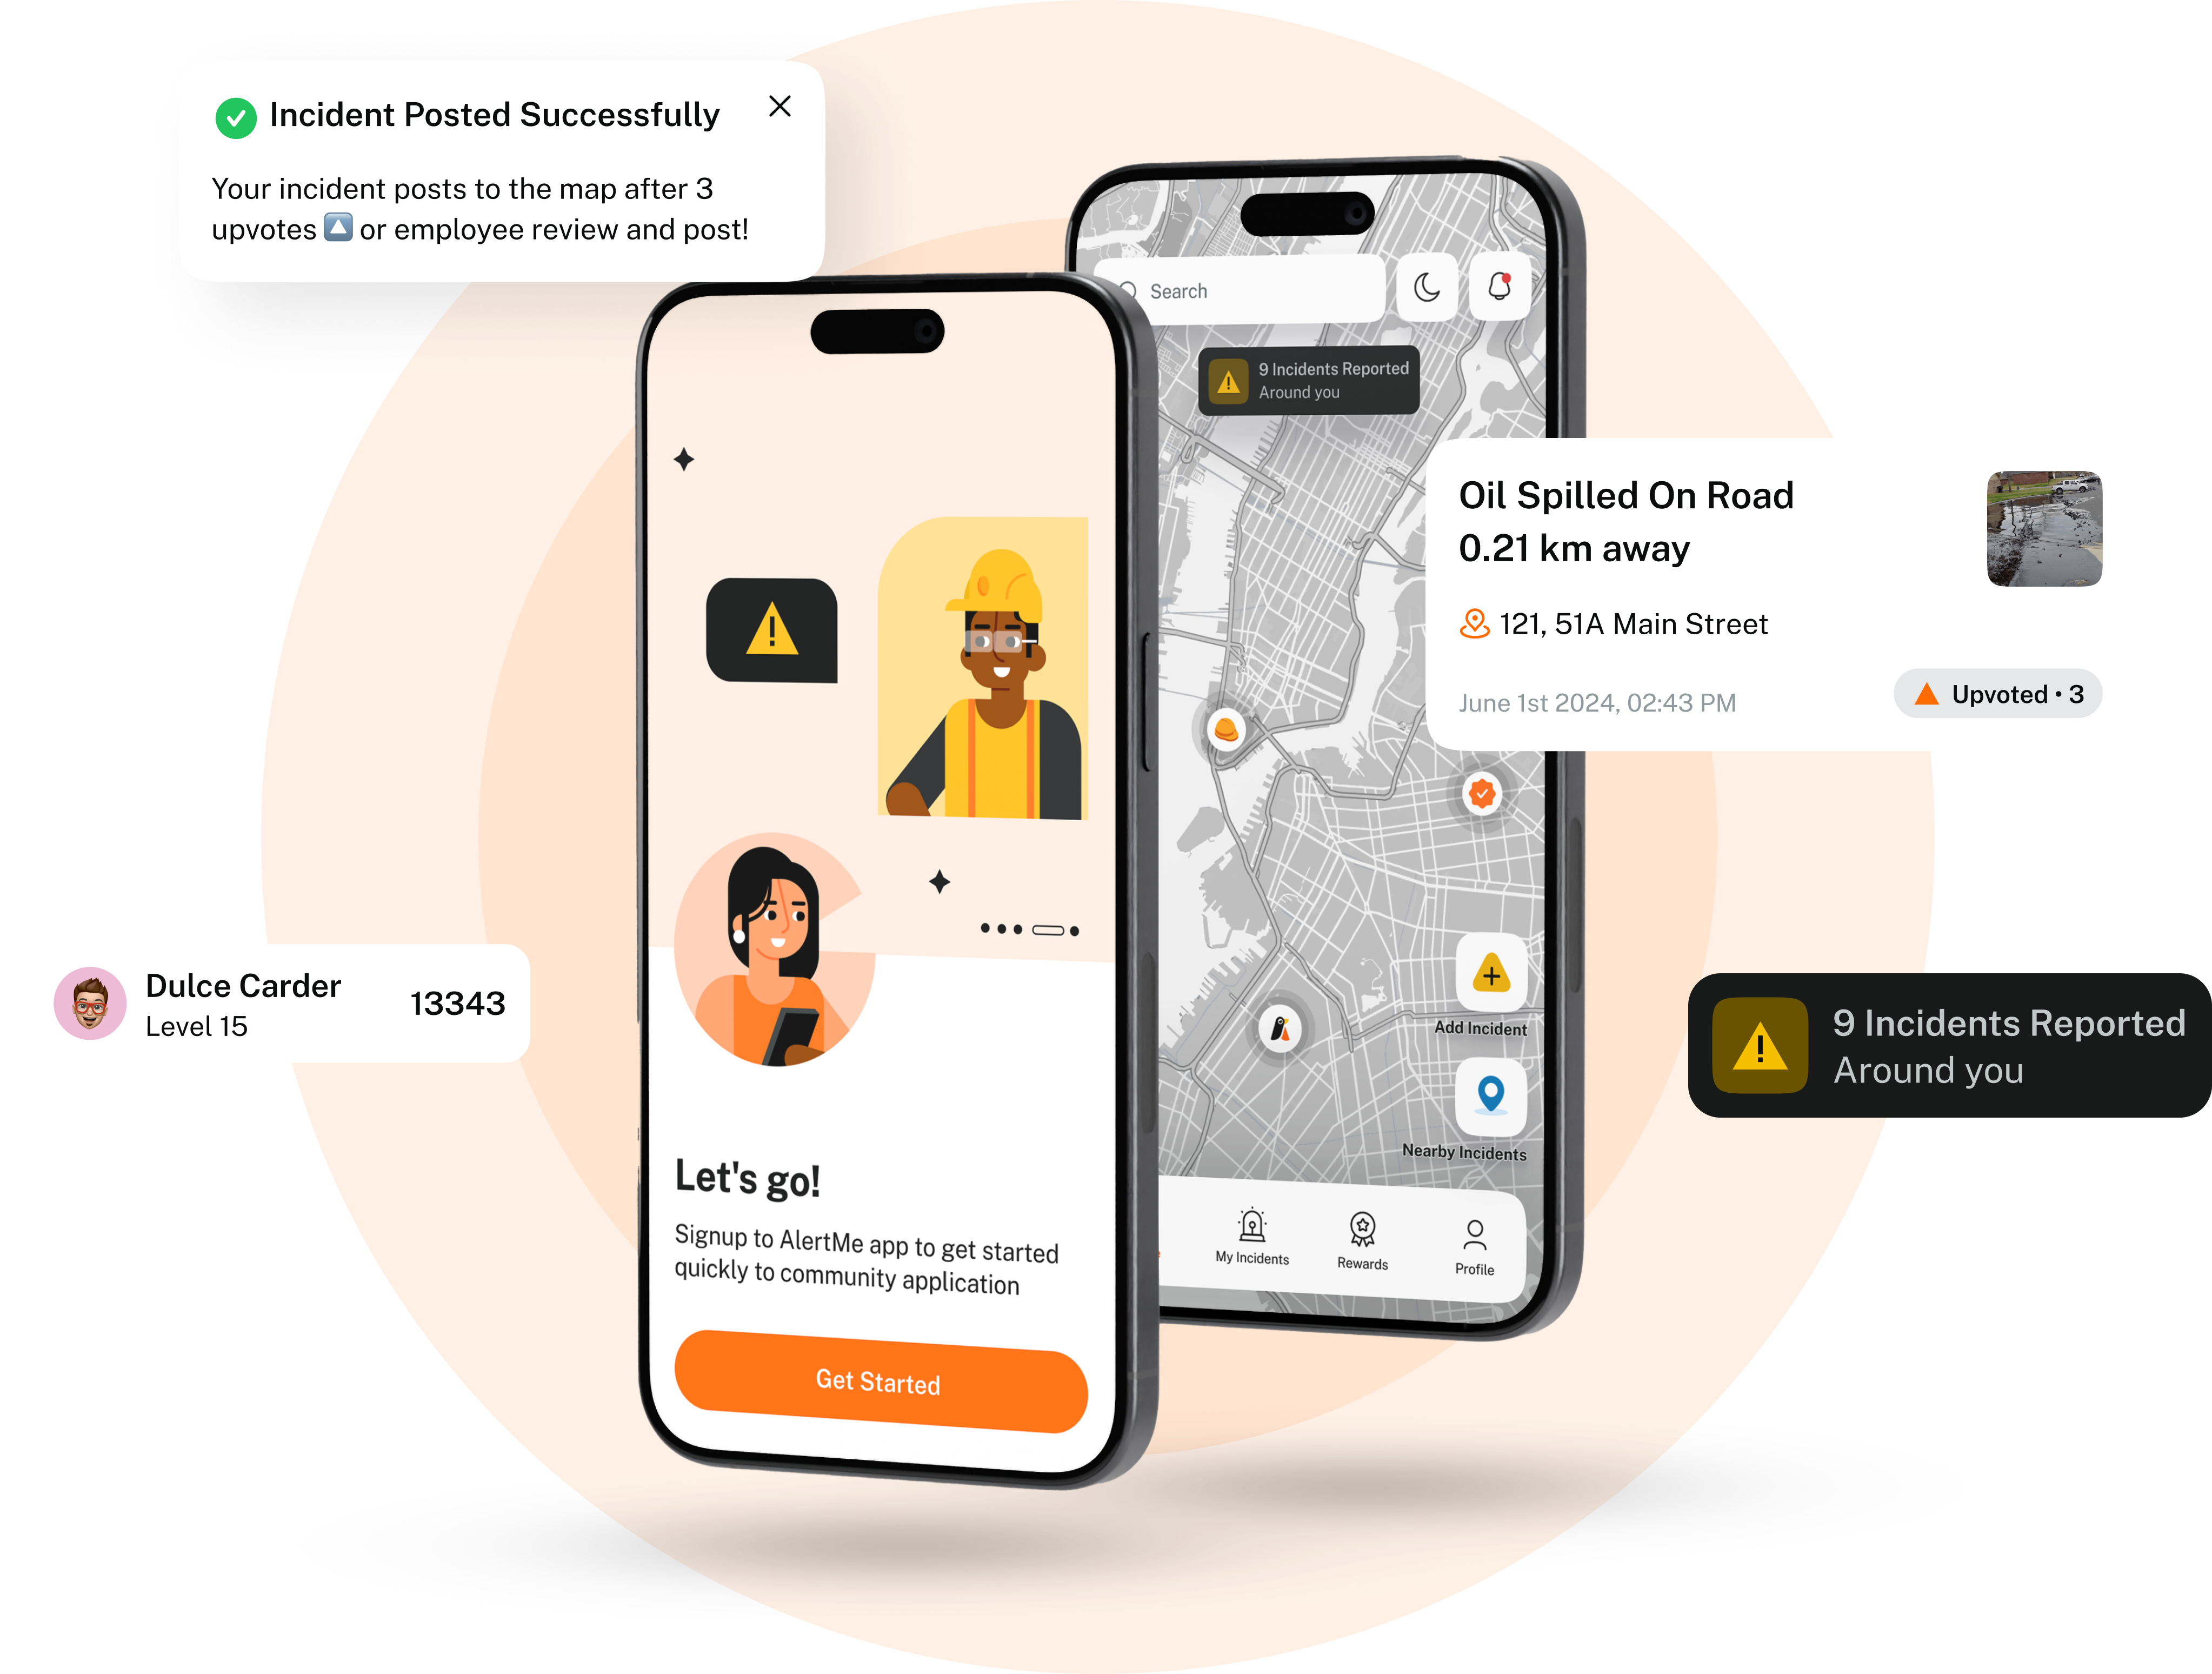 Incident Posted Successfully
Your incident posts to the map after 3
upvotes 🔼 or employee review and post!
Search
9 Incidents Reported
Around you
Oil Spilled On Road
0.21 km away
121, 51A Main Street
June 1st 2024, 02:43 PM
Upvoted • 3
Dulce Carder
Level 15
13343
9 Incidents Reported
Around you
Add Incident
Nearby Incidents
My Incidents
Rewards
Profile
Let's go!
Signup to AlertMe app to get started
quickly to community application
Get Started